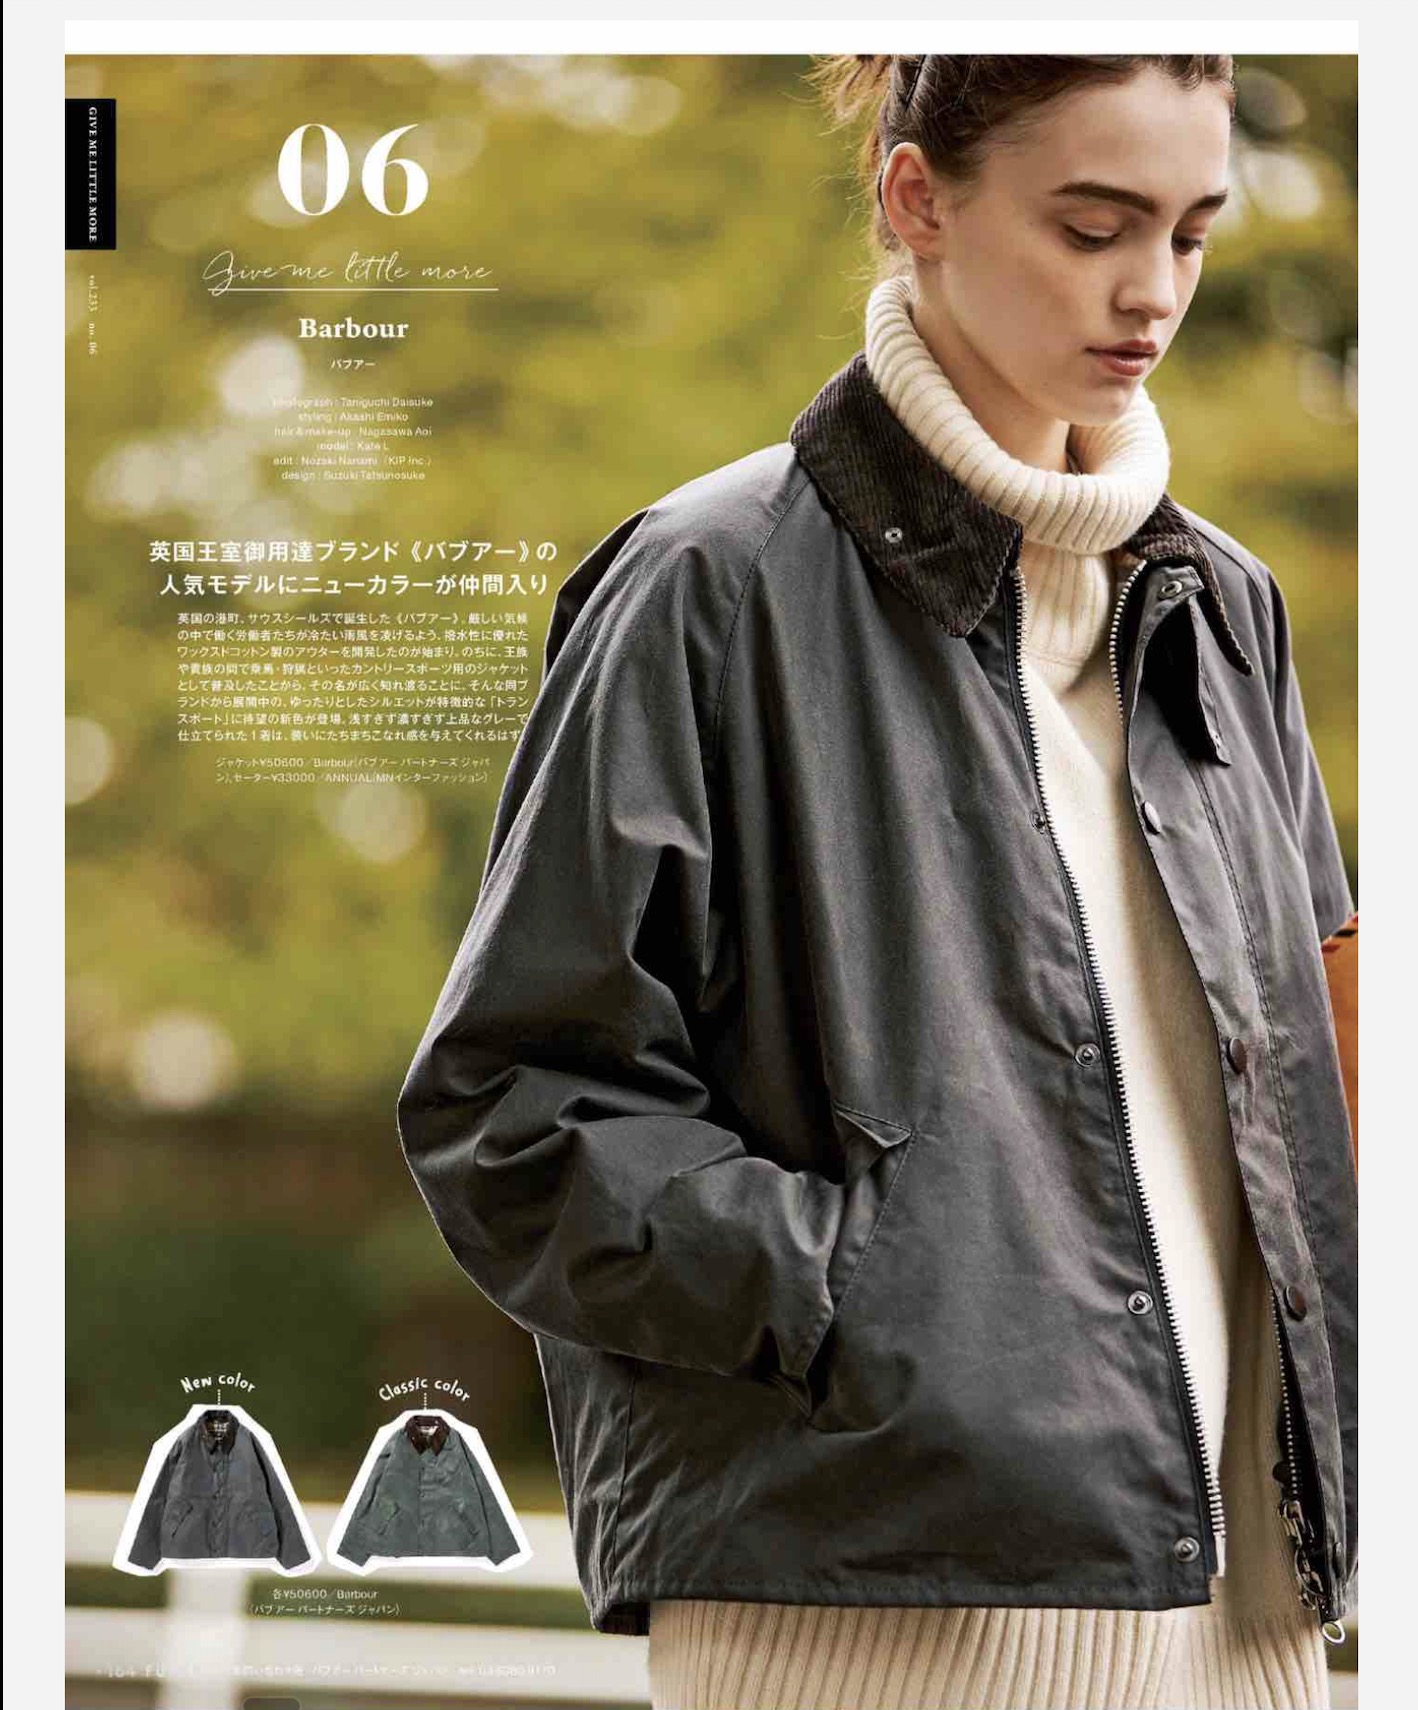 GIVE ME LITTLE MORE
vol.233 no.06
06
Give me little more
Barbour
バブアー
photograph : Taniguchi Daisuke
styling : Akashi Emiko
hair & make-up : Nagasawa Aoi
model : Kate L
edit : Nozaki Nanami (KIP Inc.)
design : Suzuki Tatsunosuke
英国王室御用達ブランド《バブアー》の
人気モデルにニューカラーが仲間入り
英国の港町、サウスシールズで誕生した《バブアー》。厳しい気候
の中で働く労働者たちが冷たい雨風を凌げるよう、撥水性に優れた
ワックスドコットン製のアウターを開発したのが始まり。のちに、王族
や貴族の間で乗馬・狩猟といったカントリースポーツ用のジャケット
として普及したことから、その名が広く知れ渡ることに。そんな同ブ
ランドから展開中の、ゆったりとしたシルエットが特徴的な「トラン
スポート」に待望の新色が登場。浅すぎず濃すぎず上品なグレーで
仕立てられた1着は、装いにたちまちこなれ感を与えてくれるはず。
ジャケット¥50600/Barbour(バブアー パートナーズ ジャパ
ン)、セーター¥33000/ANNUAL(MNインターファッション)
New color
Classic color
各¥50600/Barbour
(バブアー パートナーズ ジャパン)
164
バブアー パートナーズ ジャパン